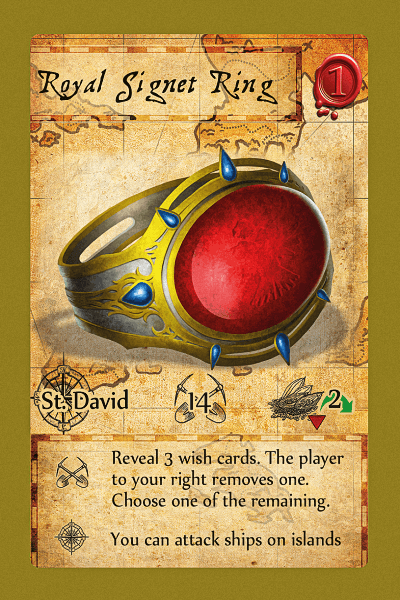 Royal Signet Ring
1
St. David
14
2
Reveal 3 wish cards. The player
to your right removes one.
Choose one of the remaining.
You can attack ships on islands